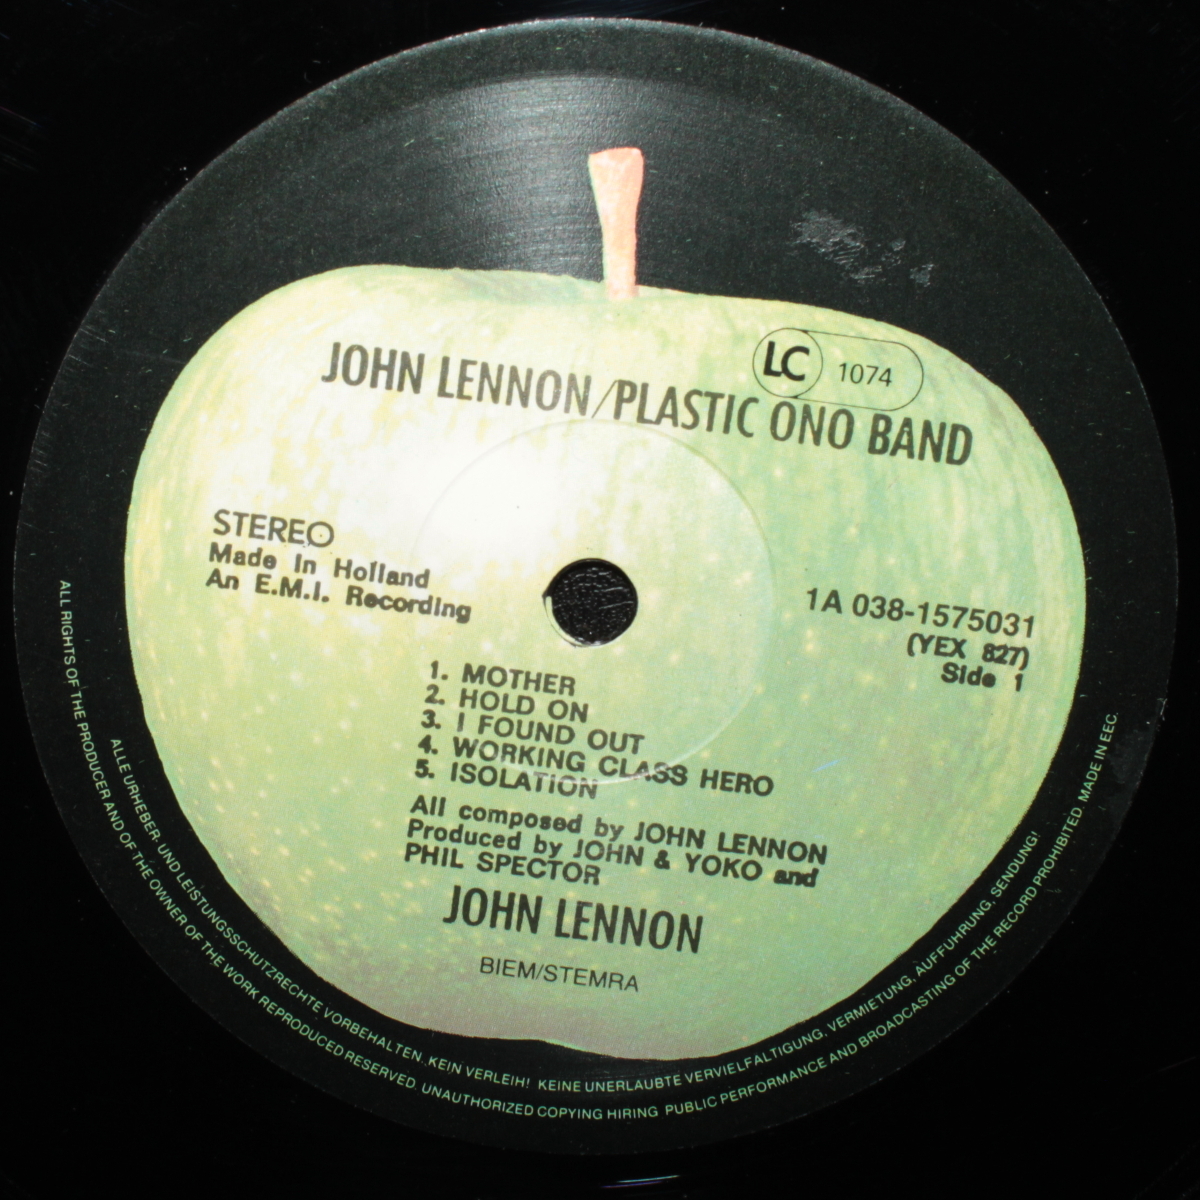 LC 1074
JOHN LENNON/PLASTIC ONO BAND
STEREO
Made In Holland
An E.M.I. Recording
1A 038-1575031
(YEX 827)
Side 1
1. MOTHER
2. HOLD ON
3. I FOUND OUT
4. WORKING CLASS HERO
5. ISOLATION
All composed by JOHN LENNON
Produced by JOHN & YOKO and
PHIL SPECTOR
JOHN LENNON
BIEM/STEMRA
ALLE URHEBER- UND LEISTUNGSSCHUTZRECHTE VORBEHALTEN. KEIN VERLEIH! KEINE UNERLAUBTE VERVIELFÄLTIGUNG, VERMIETUNG, AUFFÜHRUNG, SENDUNG!
ALL RIGHTS OF THE PRODUCER AND OF THE OWNER OF THE WORK REPRODUCED RESERVED. UNAUTHORIZED COPYING HIRING PUBLIC PERFORMANCE AND BROADCASTING OF THE RECORD PROHIBITED. MADE IN EEC.